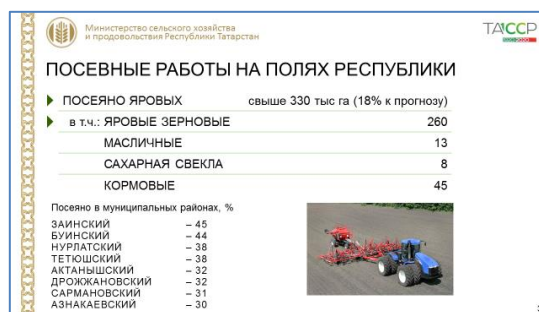 Министерство сельского хозяйства
и продовольствия Республики Татарстан
ТАССР
ПОСЕВНЫЕ РАБОТЫ НА ПОЛЯХ РЕСПУБЛИКИ
ПОСЕЯНО ЯРОВЫХ свыше 330 тыс га (18% к прогнозу)
в т.ч.: ЯРОВЫЕ ЗЕРНОВЫЕ 260
МАСЛИЧНЫЕ 13
САХАРНАЯ СВЕКЛА 8
КОРМОВЫЕ 45
Посеяно в муниципальных районах, %
ЗАИНСКИЙ – 45
БУИНСКИЙ – 44
НУРЛАТСКИЙ – 38
ТЕТЮШСКИЙ – 38
АКТАНЫШСКИЙ – 32
ДРОЖЖАНОВСКИЙ – 32
САРМАНОВСКИЙ – 31
АЗНАКАЕВСКИЙ – 30